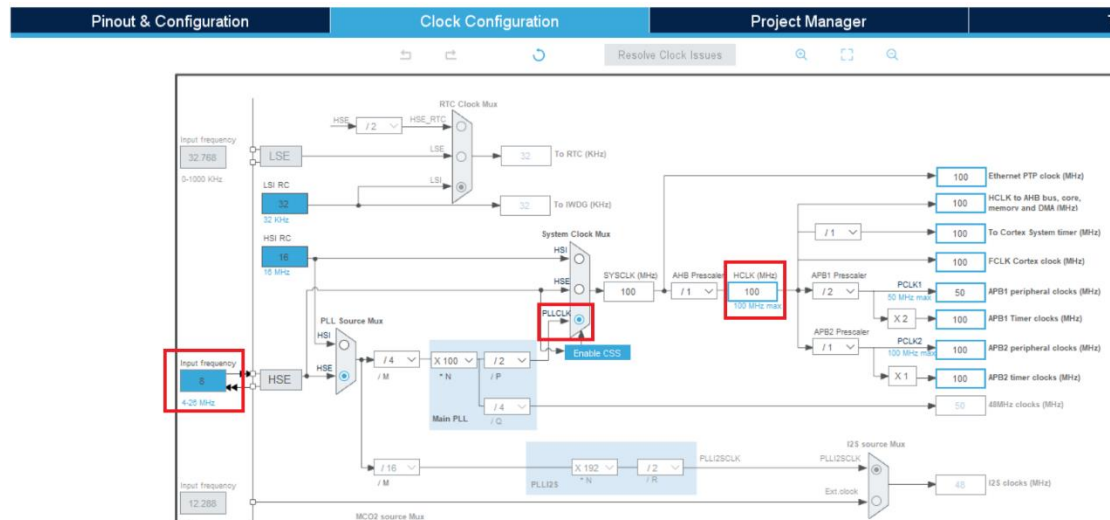 Pinout & Configuration
Clock Configuration
Project Manager
Resolve Clock Issues
RTC Clock Mux
HSE
/ 2
HSE_RTC
Input frequency
32.768
0-1000 KHz
LSE
LSE
32
To RTC (KHz)
LSI RC
32
32 KHz
LSI
32
To IWDG (KHz)
HSI RC
16
16 MHz
System Clock Mux
HSI
HSE
PLLCLK
Enable CSS
SYSCLK (MHz)
100
AHB Prescaler
/ 1
HCLK (MHz)
100
100 MHz max
100
Ethernet PTP clock (MHz)
100
HCLK to AHB bus, core,
memory and DMA (MHz)
/ 1
100
To Cortex System timer (MHz)
100
FCLK Cortex clock (MHz)
APB1 Prescaler
/ 2
PCLK1
50 MHz max
50
APB1 peripheral clocks (MHz)
X 2
100
APB1 Timer clocks (MHz)
APB2 Prescaler
/ 1
PCLK2
100 MHz max
100
APB2 peripheral clocks (MHz)
X 1
100
APB2 timer clocks (MHz)
50
48MHz clocks (MHz)
PLL Source Mux
HSI
HSE
Input frequency
8
4-26 MHz
HSE
/ 4
/ M
X 100
* N
/ 2
/ P
/ 4
/ Q
Main PLL
/ 16
/ M
PLLI2S
X 192
* N
/ 2
/ R
PLLI2SCLK
I2S source Mux
PLLI2SCLK
Ext.clock
48
I2S clocks (MHz)
Input frequency
12.288
MCO2 source Mux